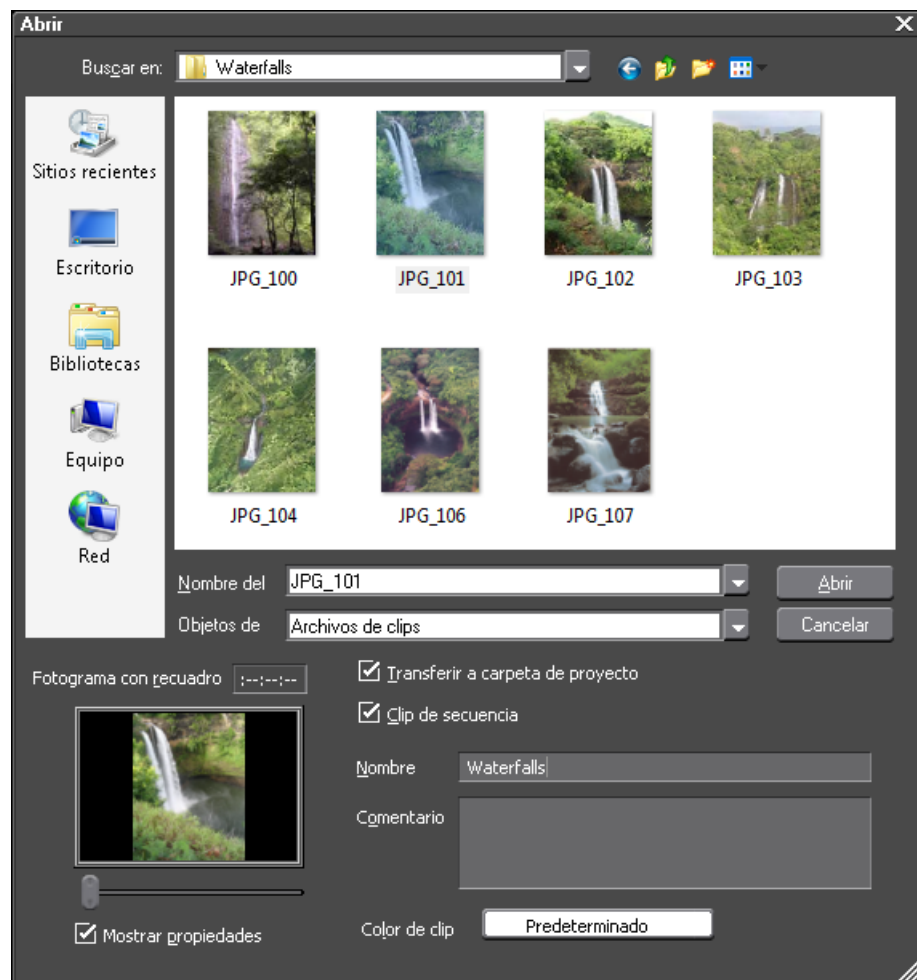 Abrir
Buscar en: Waterfalls
Sitios recientes
Escritorio
Bibliotecas
Equipo
Red
JPG_100 JPG_101 JPG_102 JPG_103
JPG_104 JPG_106 JPG_107
Nombre del JPG_101 Abrir
Objetos de Archivos de clips Cancelar
Fotograma con recuadro :--:--:--
Mostrar propiedades
Transferir a carpeta de proyecto
Clip de secuencia
Nombre Waterfalls
Comentario
Color de clip Predeterminado